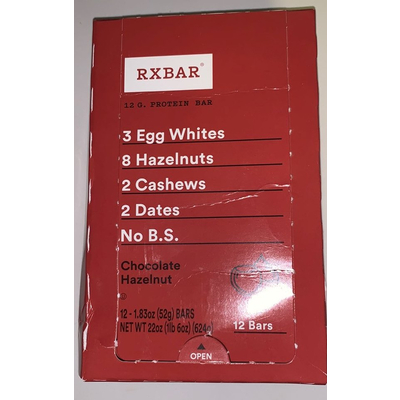 RXBAR®
12 G. PROTEIN BAR
3 Egg Whites
8 Hazelnuts
2 Cashews
2 Dates
No B.S.
Chocolate
Hazelnut
12 - 1.83oz (52g) BARS
NET WT 22oz (1lb 6oz) (624g)
12 Bars
OPEN